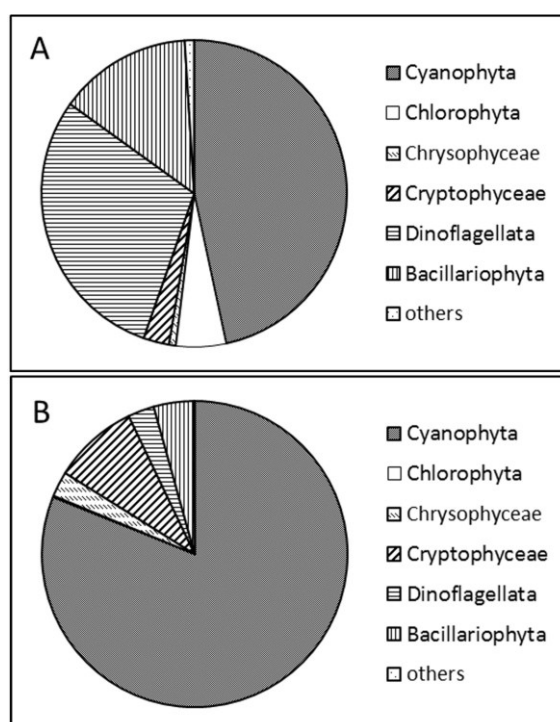 A
Cyanophyta
Chlorophyta
Chrysophyceae
Cryptophyceae
Dinoflagellata
Bacillariophyta
others
B
Cyanophyta
Chlorophyta
Chrysophyceae
Cryptophyceae
Dinoflagellata
Bacillariophyta
others